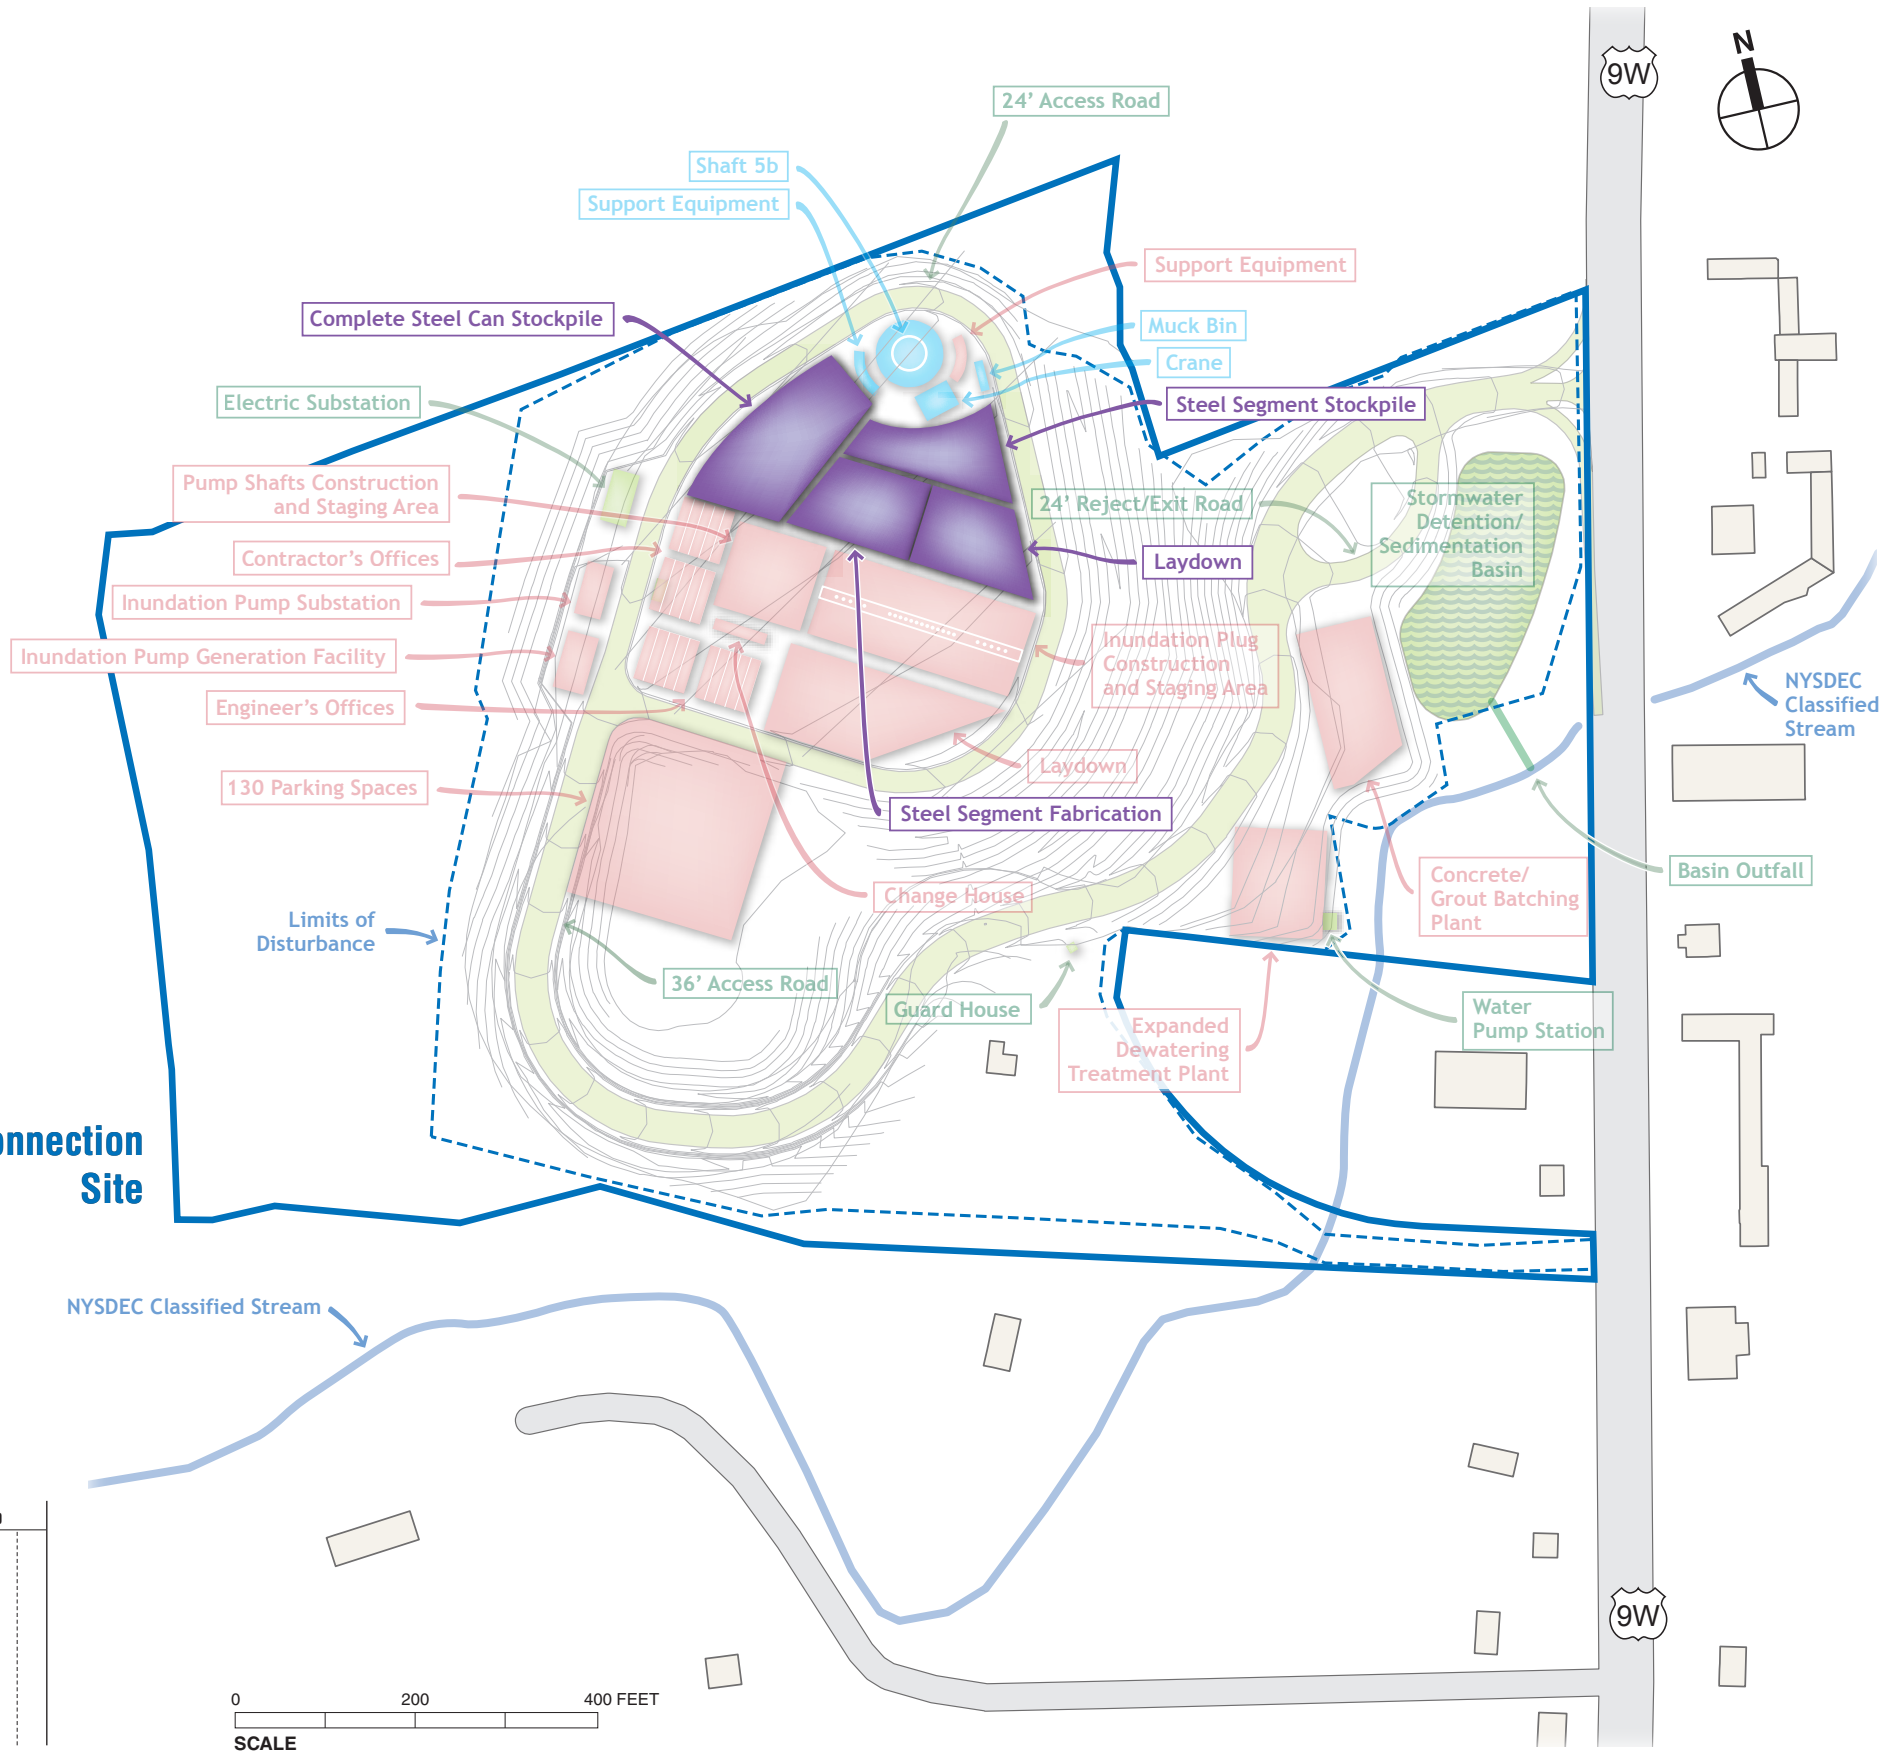 N
9W
24’ Access Road
Shaft 5b
Support Equipment
Support Equipment
Complete Steel Can Stockpile
Muck Bin
Crane
Electric Substation
Steel Segment Stockpile
Pump Shafts Construction
and Staging Area
24’ Reject/Exit Road
Stormwater
Detention/
Sedimentation
Basin
Contractor’s Offices
Laydown
Inundation Pump Substation
Inundation Plug
Construction
and Staging Area
Inundation Pump Generation Facility
NYSDEC
Classified
Stream
Engineer’s Offices
Laydown
130 Parking Spaces
Steel Segment Fabrication
Basin Outfall
Change House
Concrete/
Grout Batching
Plant
Limits of
Disturbance
36’ Access Road
Guard House
Water
Pump Station
Expanded
Dewatering
Treatment Plant
onnection
Site
NYSDEC Classified Stream
9W
0 200 400 FEET
SCALE